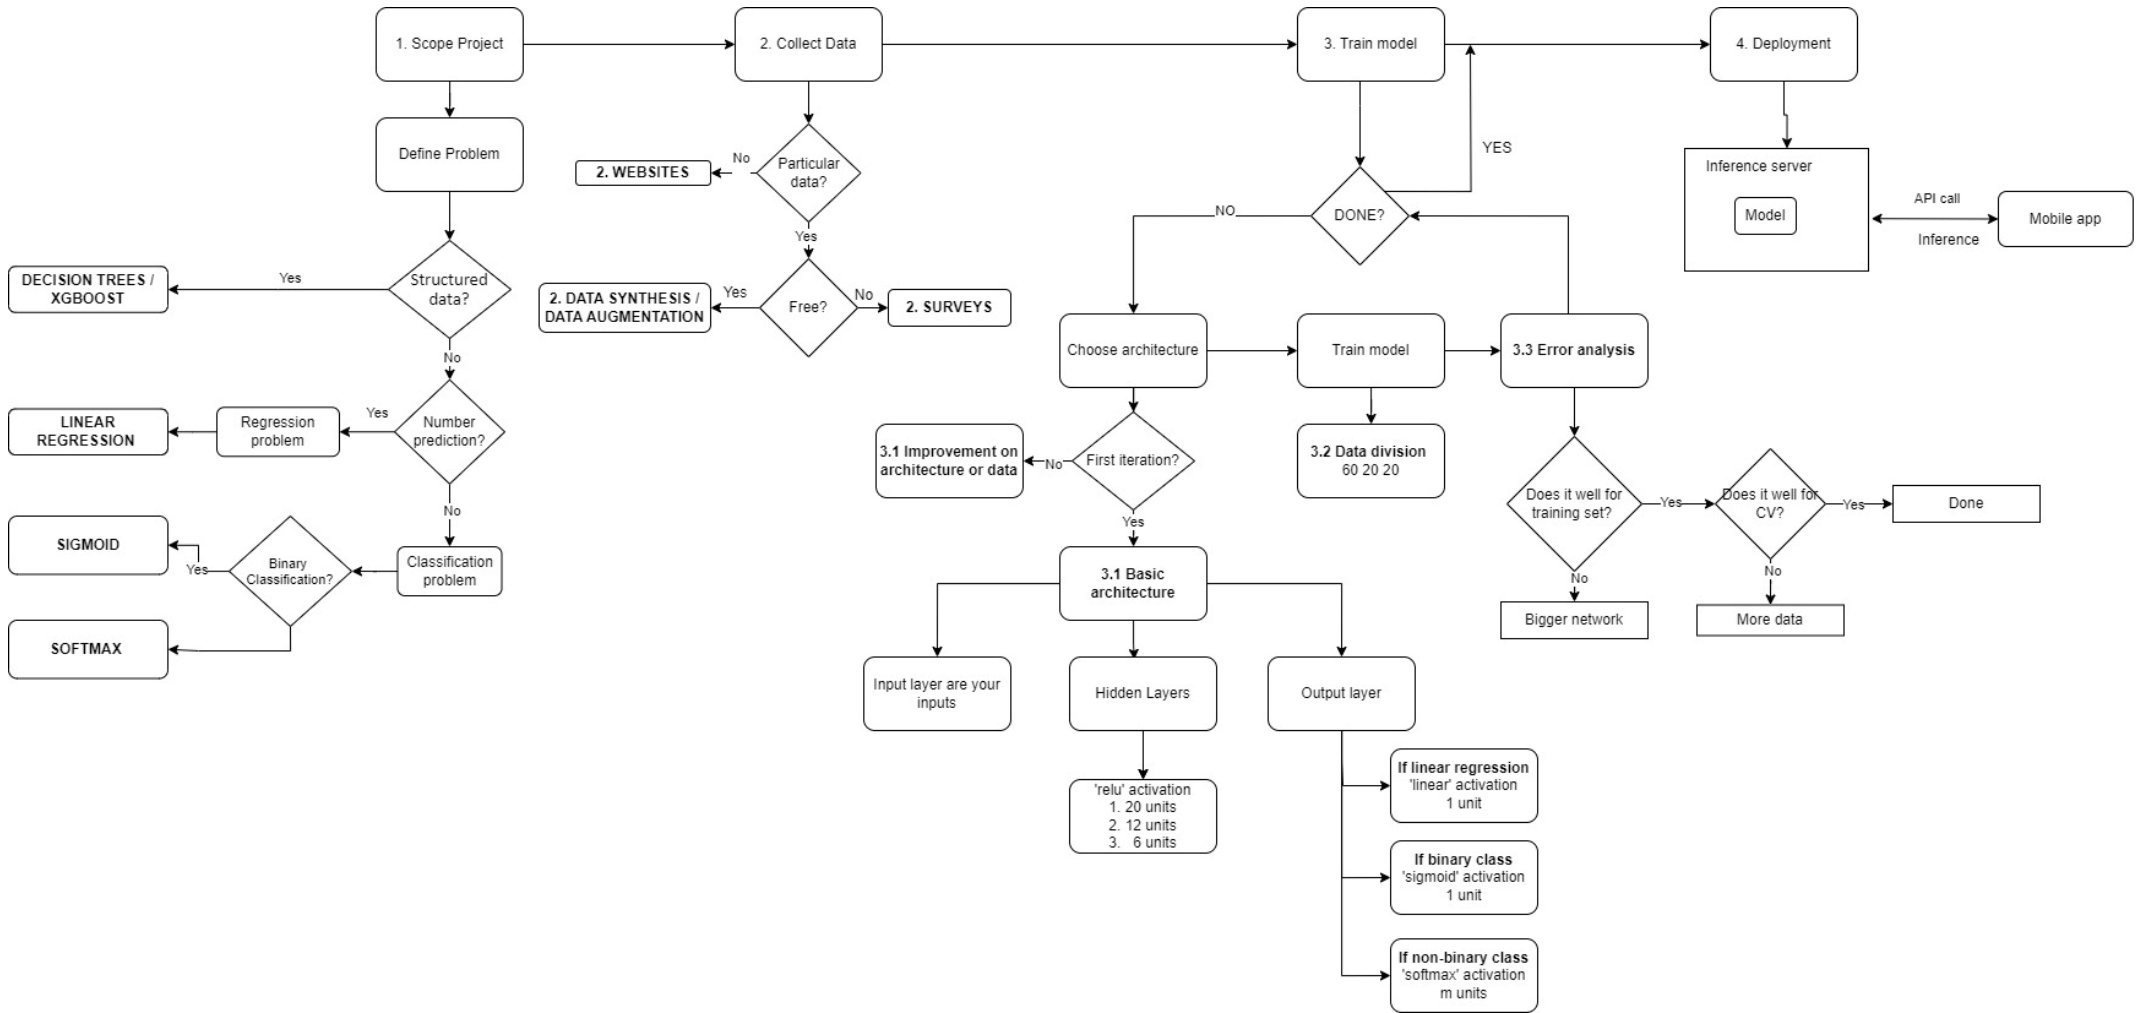 1. Scope Project
2. Collect Data
3. Train model
4. Deployment
Define Problem
Structured
data?
Yes
DECISION TREES /
XGBOOST
No
Number
prediction?
Yes
Regression
problem
LINEAR
REGRESSION
No
Classification
problem
Binary
Classification?
Yes
SIGMOID
SOFTMAX
Particular
data?
No
2. WEBSITES
Yes
Free?
Yes
2. DATA SYNTHESIS /
DATA AUGMENTATION
No
2. SURVEYS
DONE?
YES
NO
Choose architecture
Train model
3.3 Error analysis
First iteration?
No
3.1 Improvement on
architecture or data
Yes
3.1 Basic
architecture
3.2 Data division
60 20 20
Input layer are your
inputs
Hidden Layers
Output layer
'relu' activation
1. 20 units
2. 12 units
3. 6 units
If linear regression
'linear' activation
1 unit
If binary class
'sigmoid' activation
1 unit
If non-binary class
'softmax' activation
m units
Does it well for
training set?
Yes
Does it well for
CV?
Yes
Done
No
Bigger network
No
More data
Inference server
Model
API call
Inference
Mobile app